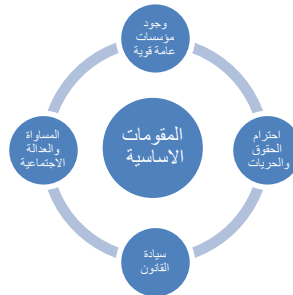 وجود
مؤسسات
عامة قوية
احترام
الحقوق
والحريات
المقومات
الاساسية
المساواة
والعدالة
الاجتماعية
سيادة
القانون